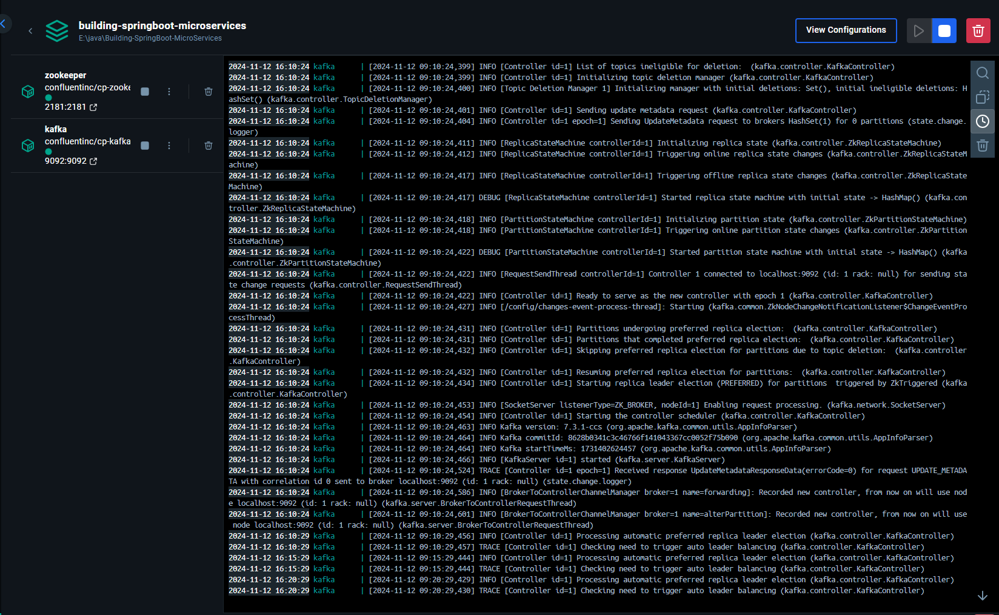 building-springboot-microservices
E:\java\Building-SpringBoot-MicroServices
View Configurations
zookeeper
confluentinc/cp-zooke
2181:2181
kafka
confluentinc/cp-kafka
9092:9092
2024-11-12 16:10:24 kafka | [2024-11-12 09:10:24,399] INFO [Controller id=1] List of topics ineligible for deletion:  (kafka.controller.KafkaController)
2024-11-12 16:10:24 kafka | [2024-11-12 09:10:24,399] INFO [Controller id=1] Initializing topic deletion manager (kafka.controller.KafkaController)
2024-11-12 16:10:24 kafka | [2024-11-12 09:10:24,400] INFO [Topic Deletion Manager 1] Initializing manager with initial deletions: Set(), initial ineligible deletions: H
ashSet() (kafka.controller.TopicDeletionManager)
2024-11-12 16:10:24 kafka | [2024-11-12 09:10:24,401] INFO [Controller id=1] Sending update metadata request (kafka.controller.KafkaController)
2024-11-12 16:10:24 kafka | [2024-11-12 09:10:24,404] INFO [Controller id=1 epoch=1] Sending UpdateMetadata request to brokers HashSet(1) for 0 partitions (state.change.
logger)
2024-11-12 16:10:24 kafka | [2024-11-12 09:10:24,411] INFO [ReplicaStateMachine controllerId=1] Initializing replica state (kafka.controller.ZkReplicaStateMachine)
2024-11-12 16:10:24 kafka | [2024-11-12 09:10:24,412] INFO [ReplicaStateMachine controllerId=1] Triggering online replica state changes (kafka.controller.ZkReplicaStateM
achine)
2024-11-12 16:10:24 kafka | [2024-11-12 09:10:24,417] INFO [ReplicaStateMachine controllerId=1] Triggering offline replica state changes (kafka.controller.ZkReplicaState
Machine)
2024-11-12 16:10:24 kafka | [2024-11-12 09:10:24,417] DEBUG [ReplicaStateMachine controllerId=1] Started replica state machine with initial state -> HashMap() (kafka.con
troller.ZkReplicaStateMachine)
2024-11-12 16:10:24 kafka | [2024-11-12 09:10:24,418] INFO [PartitionStateMachine controllerId=1] Initializing partition state (kafka.controller.ZkPartitionStateMachine)
2024-11-12 16:10:24 kafka | [2024-11-12 09:10:24,418] INFO [PartitionStateMachine controllerId=1] Triggering online partition state changes (kafka.controller.ZkPartition
StateMachine)
2024-11-12 16:10:24 kafka | [2024-11-12 09:10:24,422] DEBUG [PartitionStateMachine controllerId=1] Started partition state machine with initial state -> HashMap() (kafka
.controller.ZkPartitionStateMachine)
2024-11-12 16:10:24 kafka | [2024-11-12 09:10:24,422] INFO [RequestSendThread controllerId=1] Controller 1 connected to localhost:9092 (id: 1 rack: null) for sending sta
te change requests (kafka.controller.RequestSendThread)
2024-11-12 16:10:24 kafka | [2024-11-12 09:10:24,422] INFO [Controller id=1] Ready to serve as the new controller with epoch 1 (kafka.controller.KafkaController)
2024-11-12 16:10:24 kafka | [2024-11-12 09:10:24,427] INFO [/config/changes-event-process-thread]: Starting (kafka.common.ZkNodeChangeNotificationListener$ChangeEventPro
cessThread)
2024-11-12 16:10:24 kafka | [2024-11-12 09:10:24,431] INFO [Controller id=1] Partitions undergoing preferred replica election:  (kafka.controller.KafkaController)
2024-11-12 16:10:24 kafka | [2024-11-12 09:10:24,431] INFO [Controller id=1] Partitions that completed preferred replica election:  (kafka.controller.KafkaController)
2024-11-12 16:10:24 kafka | [2024-11-12 09:10:24,432] INFO [Controller id=1] Skipping preferred replica election for partitions due to topic deletion:  (kafka.controller
.KafkaController)
2024-11-12 16:10:24 kafka | [2024-11-12 09:10:24,432] INFO [Controller id=1] Resuming preferred replica election for partitions:  (kafka.controller.KafkaController)
2024-11-12 16:10:24 kafka | [2024-11-12 09:10:24,434] INFO [Controller id=1] Starting replica leader election (PREFERRED) for partitions  triggered by ZkTriggered (kafka
.controller.KafkaController)
2024-11-12 16:10:24 kafka | [2024-11-12 09:10:24,453] INFO [SocketServer listenerType=ZK_BROKER, nodeId=1] Enabling request processing. (kafka.network.SocketServer)
2024-11-12 16:10:24 kafka | [2024-11-12 09:10:24,454] INFO [Controller id=1] Starting the controller scheduler (kafka.controller.KafkaController)
2024-11-12 16:10:24 kafka | [2024-11-12 09:10:24,463] INFO Kafka version: 7.3.1-ccs (org.apache.kafka.common.utils.AppInfoParser)
2024-11-12 16:10:24 kafka | [2024-11-12 09:10:24,464] INFO Kafka commitId: 8628b0341c3c46766f141043367cc0052f75b090 (org.apache.kafka.common.utils.AppInfoParser)
2024-11-12 16:10:24 kafka | [2024-11-12 09:10:24,464] INFO Kafka startTimeMs: 1731402624457 (org.apache.kafka.common.utils.AppInfoParser)
2024-11-12 16:10:24 kafka | [2024-11-12 09:10:24,466] INFO [KafkaServer id=1] started (kafka.server.KafkaServer)
2024-11-12 16:10:24 kafka | [2024-11-12 09:10:24,524] TRACE [Controller id=1 epoch=1] Received response UpdateMetadataResponseData(errorCode=0) for request UPDATE_METADA
TA with correlation id 0 sent to broker localhost:9092 (id: 1 rack: null) (state.change.logger)
2024-11-12 16:10:24 kafka | [2024-11-12 09:10:24,586] INFO [BrokerToControllerChannelManager broker=1 name=forwarding]: Recorded new controller, from now on will use nod
e localhost:9092 (id: 1 rack: null) (kafka.server.BrokerToControllerRequestThread)
2024-11-12 16:10:24 kafka | [2024-11-12 09:10:24,601] INFO [BrokerToControllerChannelManager broker=1 name=alterPartition]: Recorded new controller, from now on will use
 node localhost:9092 (id: 1 rack: null) (kafka.server.BrokerToControllerRequestThread)
2024-11-12 16:10:29 kafka | [2024-11-12 09:10:29,456] INFO [Controller id=1] Processing automatic preferred replica leader election (kafka.controller.KafkaController)
2024-11-12 16:10:29 kafka | [2024-11-12 09:10:29,457] TRACE [Controller id=1] Checking need to trigger auto leader balancing (kafka.controller.KafkaController)
2024-11-12 16:15:29 kafka | [2024-11-12 09:15:29,444] INFO [Controller id=1] Processing automatic preferred replica leader election (kafka.controller.KafkaController)
2024-11-12 16:15:29 kafka | [2024-11-12 09:15:29,444] TRACE [Controller id=1] Checking need to trigger auto leader balancing (kafka.controller.KafkaController)
2024-11-12 16:20:29 kafka | [2024-11-12 09:20:29,429] INFO [Controller id=1] Processing automatic preferred replica leader election (kafka.controller.KafkaController)
2024-11-12 16:20:29 kafka | [2024-11-12 09:20:29,430] TRACE [Controller id=1] Checking need to trigger auto leader balancing (kafka.controller.KafkaController)